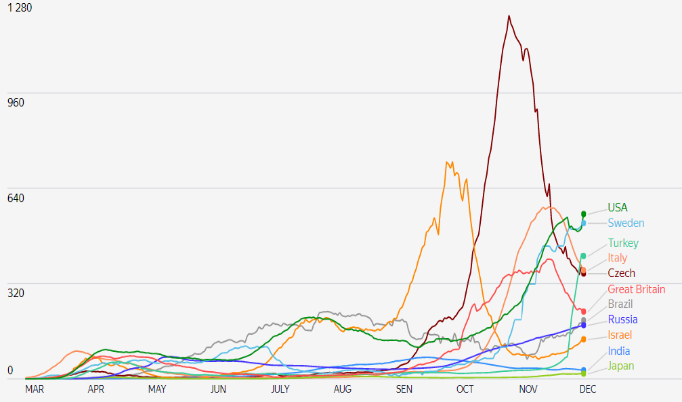 1 280
960
640
320
0
USA
Sweden
Turkey
Italy
Czech
Great Britain
Brazil
Russia
Israel
India
Japan
MAR APR MAY JUN JULY AUG SEN OCT NOV DEC